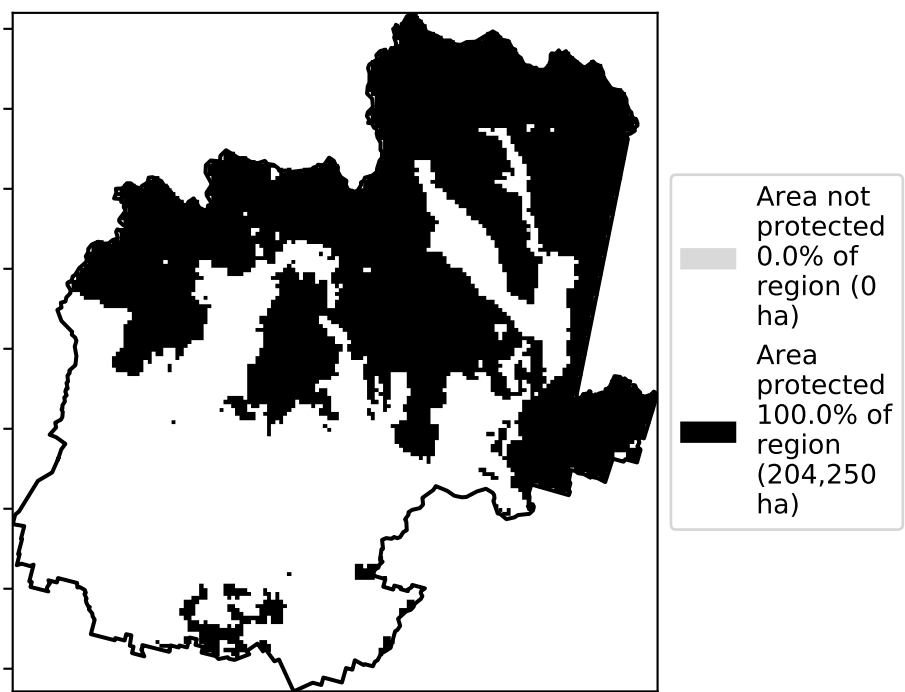 Area not
protected
0.0% of
region (0
ha)
Area
protected
100.0% of
region
(204,250
ha)